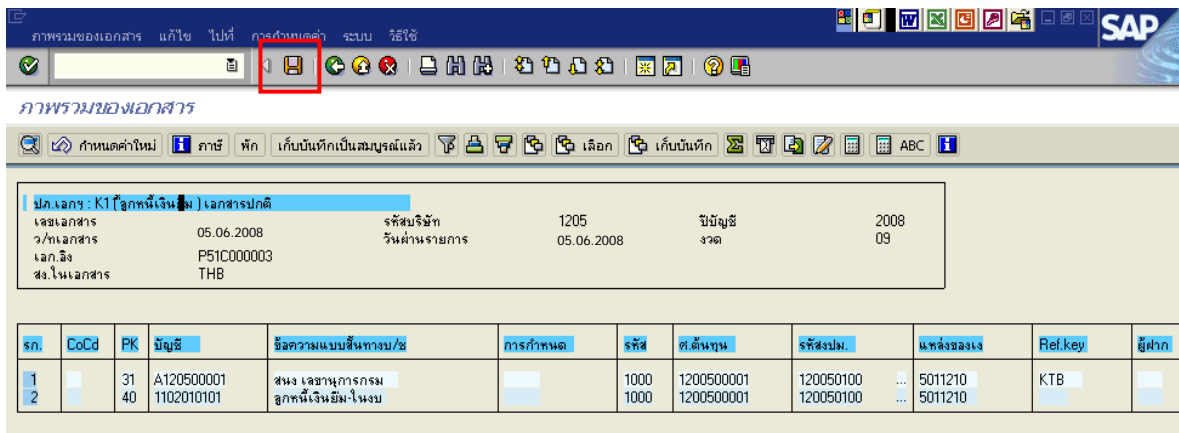 ภาพรวมของเอกสาร แก้ไข ไปที่ การกำหนดค่า ระบบ วิธีใช้
SAP
ภาพรวมของเอกสาร
กำหนดค่าใหม่ ภาษี พัก เก็บบันทึกเป็นสมบูรณ์แล้ว เลือก เก็บบันทึก ABC
ปภ.เอกฯ : K1 (ลูกหนี้เงินยืม ) เอกสารปกติ
เลขเอกสาร รหัสบริษัท 1205 ปีบัญชี 2008
ว/ทเอกสาร 05.06.2008 วันผ่านรายการ 05.06.2008 งวด 09
เอก.อิง P51C000003
สง.ในเอกสาร THB
รก. CoCd PK บัญชี ข้อความแบบสั้นทางบ/ช การกำหนด รหัส ศ.ต้นทุน รหัสงปม. แหล่งของเง Ref.key ผู้ฝาก
1 31 A120500001 สนง เลขานุการกรม 1000 1200500001 120050100 ... 5011210 KTB
2 40 1102010101 ลูกหนี้เงินยืม-ในงบ 1000 1200500001 120050100 ... 5011210